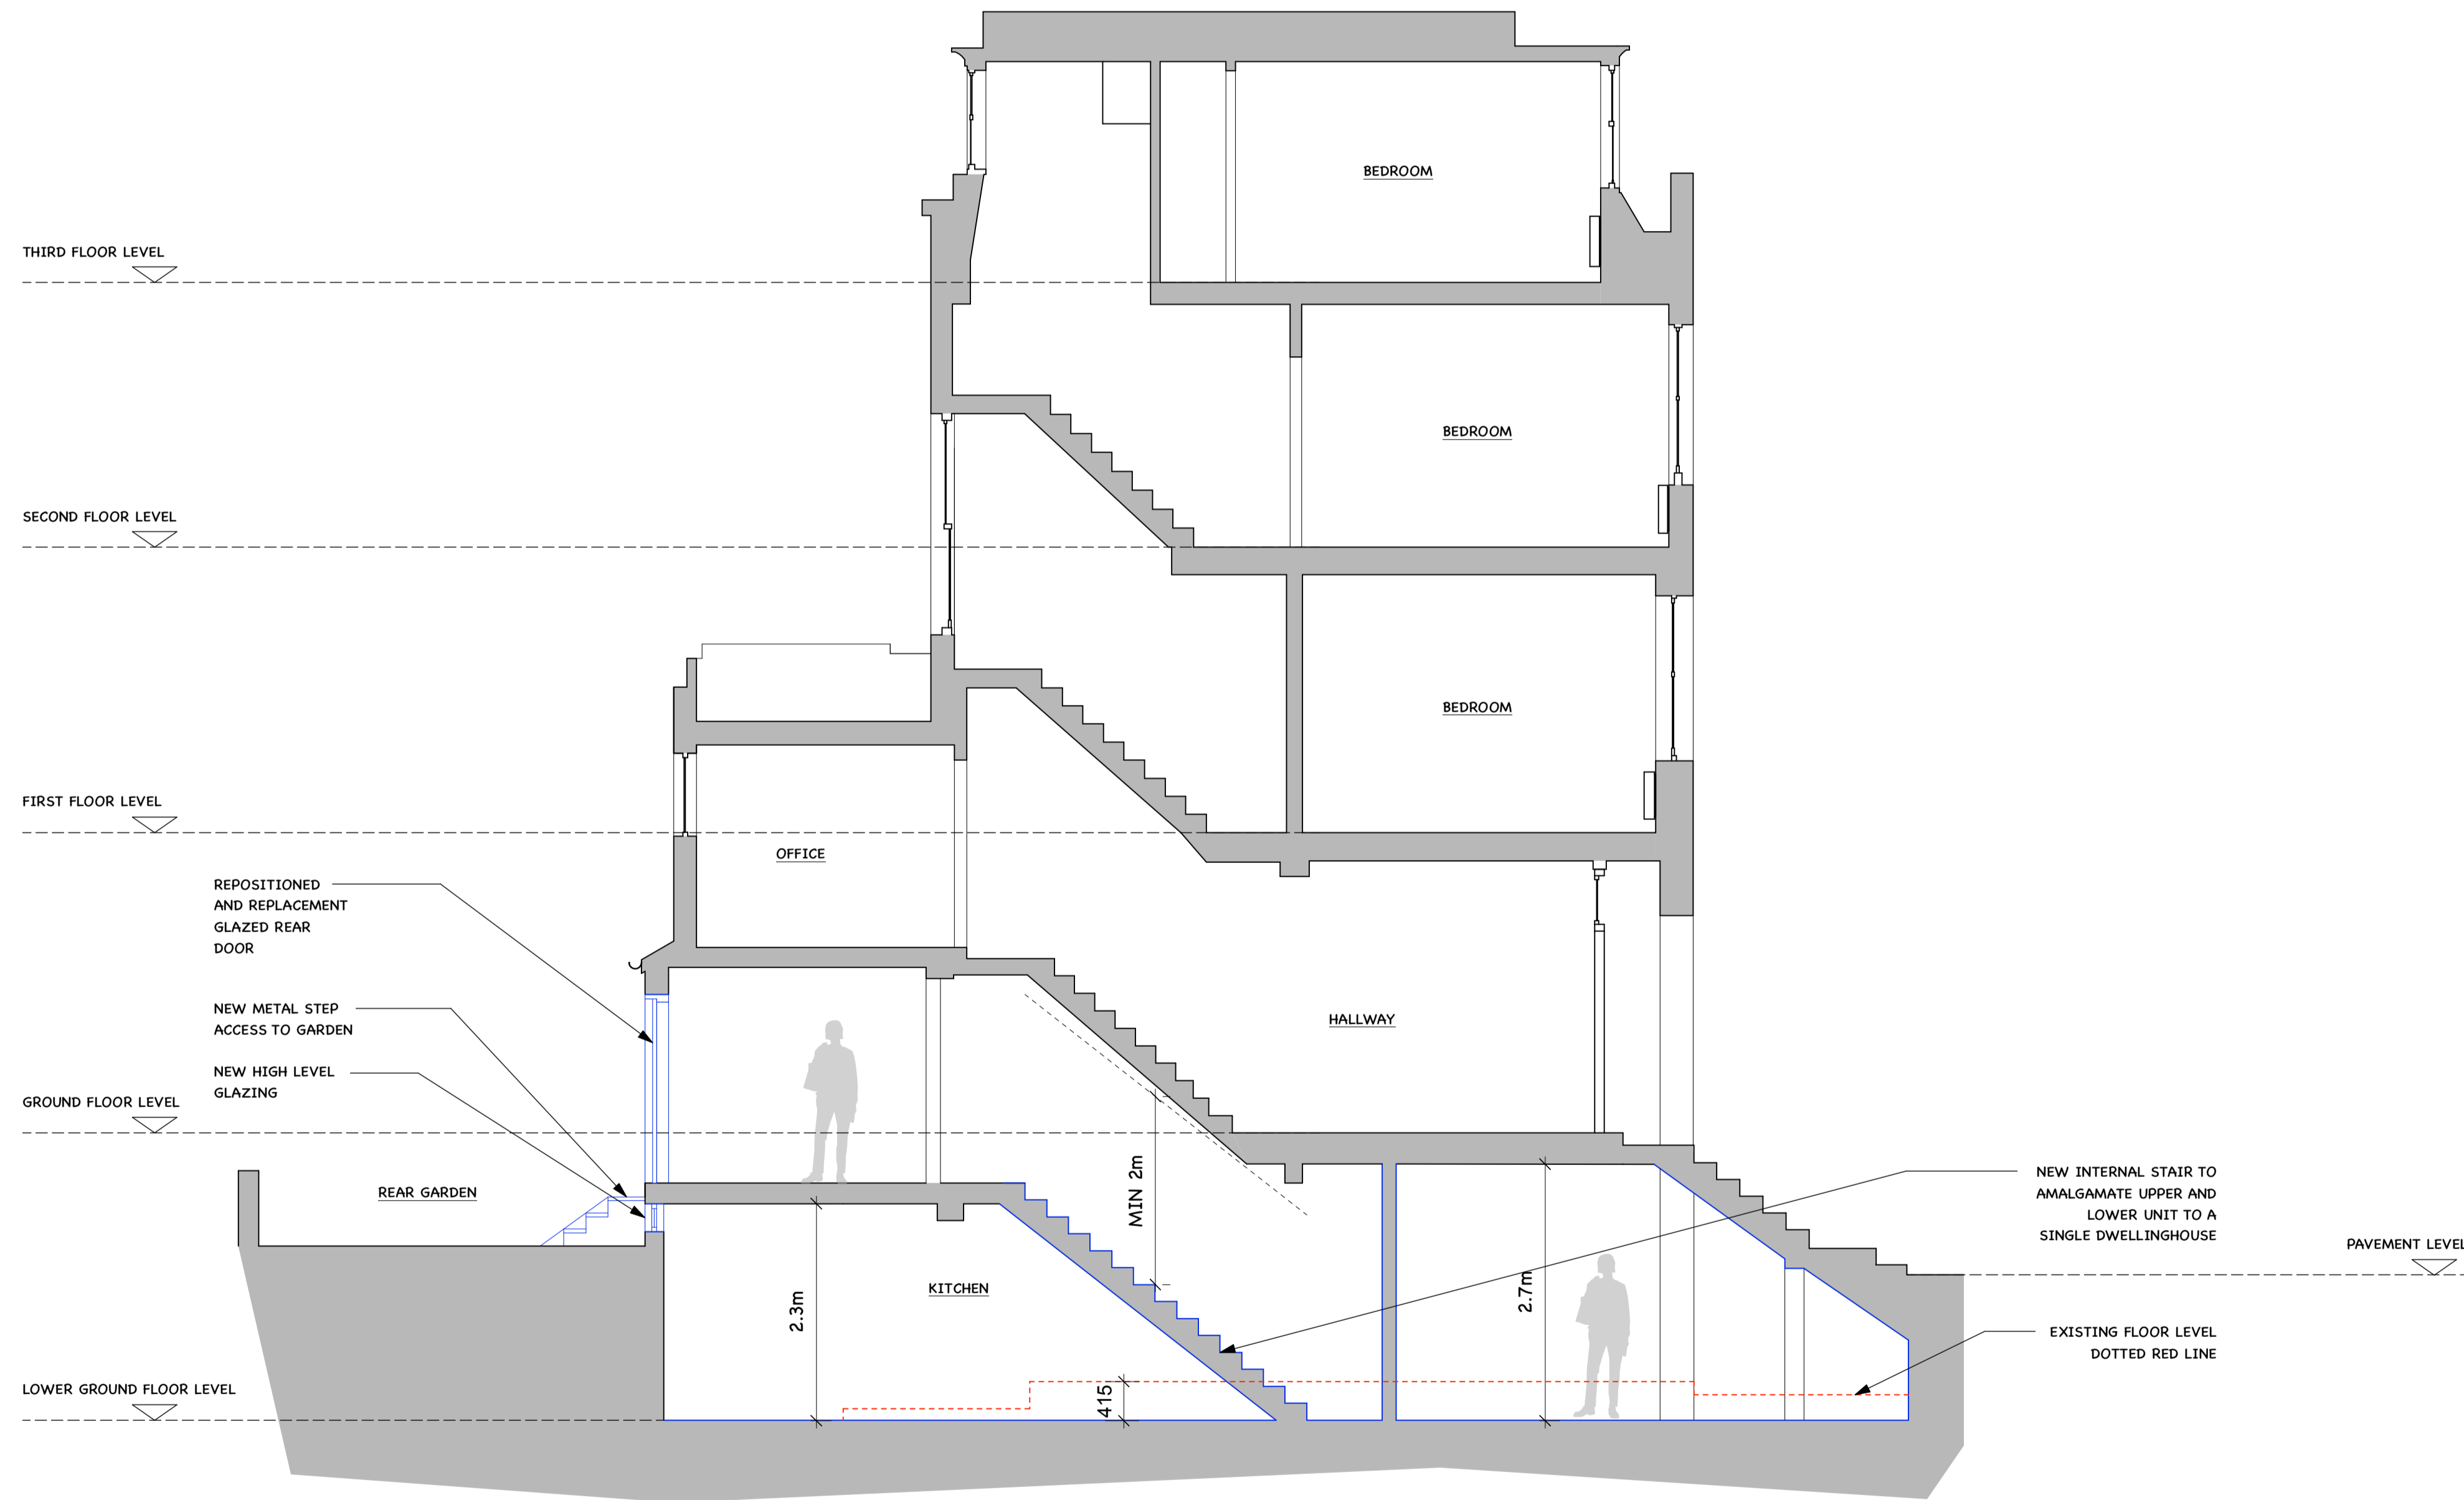 BEDROOM
THIRD FLOOR LEVEL
BEDROOM
SECOND FLOOR LEVEL
BEDROOM
FIRST FLOOR LEVEL
OFFICE
REPOSITIONED
AND REPLACEMENT
GLAZED REAR
DOOR
NEW METAL STEP
ACCESS TO GARDEN
HALLWAY
NEW HIGH LEVEL
GLAZING
GROUND FLOOR LEVEL
REAR GARDEN
MIN 2m
NEW INTERNAL STAIR TO
AMALGAMATE UPPER AND
LOWER UNIT TO A
SINGLE DWELLINGHOUSE
PAVEMENT LEVEL
KITCHEN
2.3m
2.7m
EXISTING FLOOR LEVEL
DOTTED RED LINE
LOWER GROUND FLOOR LEVEL
415